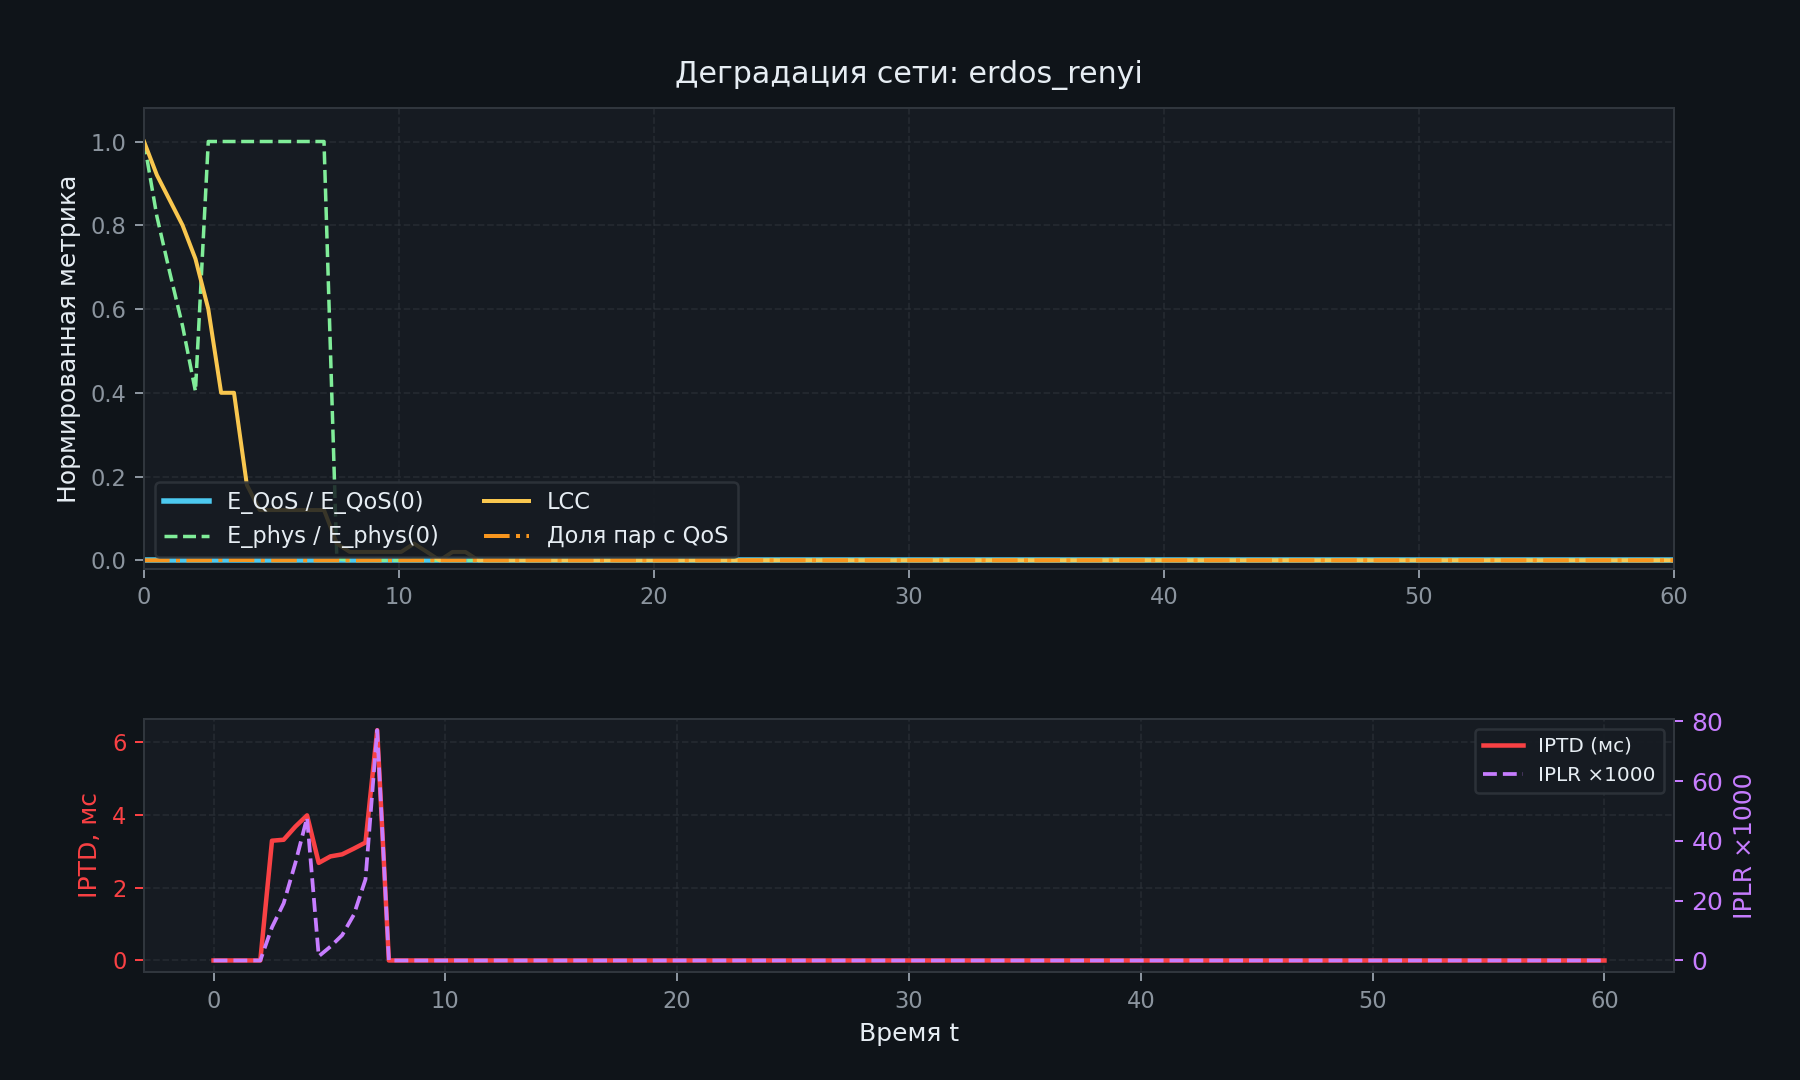 Деградация сети: erdos_renyi
Нормированная метрика
1.0
0.8
0.6
0.4
0.2
0.0
E_QoS / E_QoS(0)
E_phys / E_phys(0)
LCC
Доля пар с QoS
0 10 20 30 40 50 60
IPTD, мс
6
4
2
0
IPTD (мс)
IPLR ×1000
80
60
40
20
0
IPLR ×1000
0 10 20 30 40 50 60
Время t